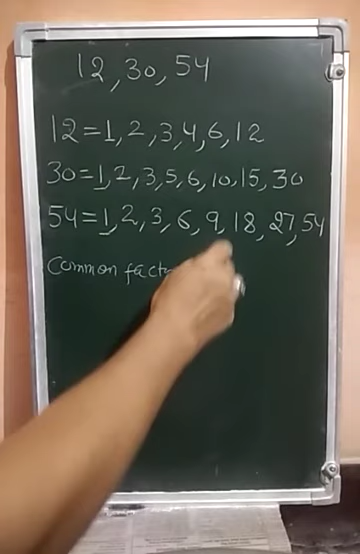 12, 30, 54
12=1,2,3,4,6,12
30=1,2,3,5,6,10,15,30
54=1,2,3,6,9,18,27,54
Common fact